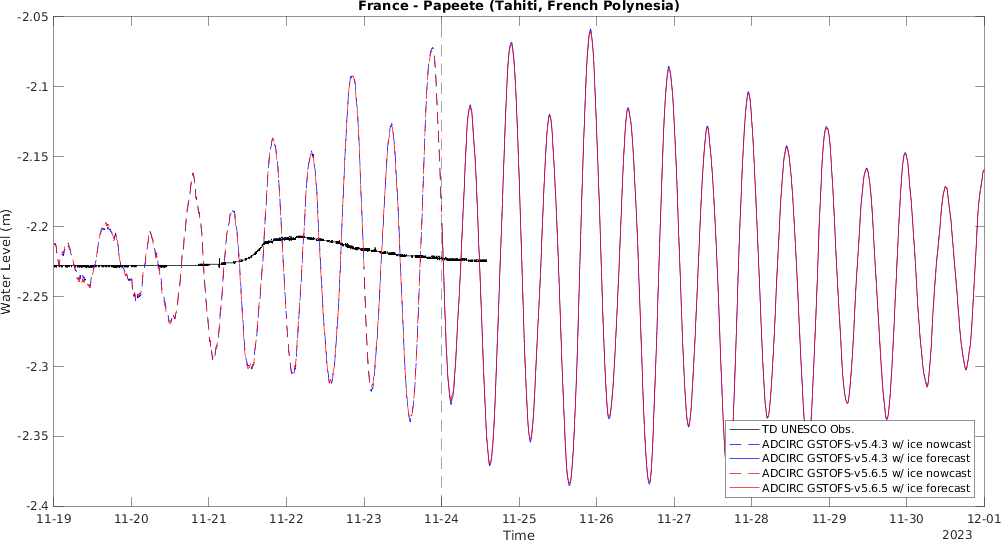 France - Papeete (Tahiti, French Polynesia)
Water Level (m)
-2.05
-2.1
-2.15
-2.2
-2.25
-2.3
-2.35
-2.4
TD UNESCO Obs.
ADCIRC GSTOFS-v5.4.3 w/ ice nowcast
ADCIRC GSTOFS-v5.4.3 w/ ice forecast
ADCIRC GSTOFS-v5.6.5 w/ ice nowcast
ADCIRC GSTOFS-v5.6.5 w/ ice forecast
11-19 11-20 11-21 11-22 11-23 11-24 11-25 11-26 11-27 11-28 11-29 11-30 12-01
Time 2023